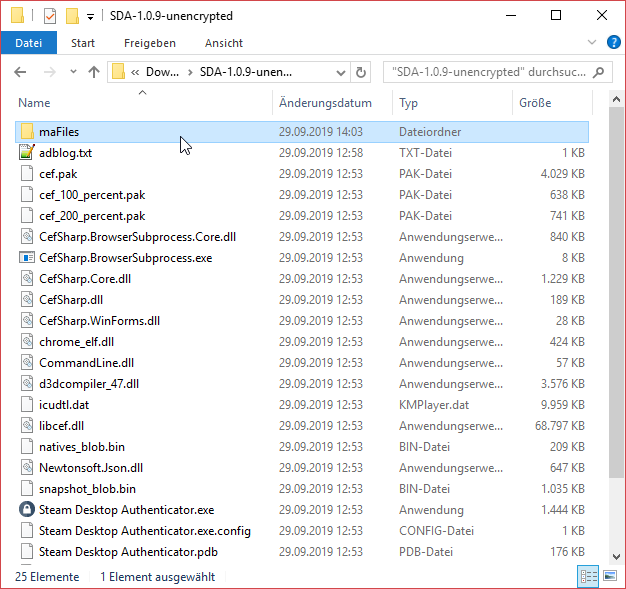 SDA-1.0.9-unencrypted
Datei Start Freigeben Ansicht
« Dow... › SDA-1.0.9-unen... "SDA-1.0.9-unencrypted" durchsuc...
Name Änderungsdatum Typ Größe
maFiles 29.09.2019 14:03 Dateiordner
adblog.txt 29.09.2019 12:58 TXT-Datei 1 KB
cef.pak 29.09.2019 12:53 PAK-Datei 4.029 KB
cef_100_percent.pak 29.09.2019 12:53 PAK-Datei 638 KB
cef_200_percent.pak 29.09.2019 12:53 PAK-Datei 741 KB
CefSharp.BrowserSubprocess.Core.dll 29.09.2019 12:53 Anwendungserwe... 840 KB
CefSharp.BrowserSubprocess.exe 29.09.2019 12:53 Anwendung 8 KB
CefSharp.Core.dll 29.09.2019 12:53 Anwendungserwe... 1.229 KB
CefSharp.dll 29.09.2019 12:53 Anwendungserwe... 189 KB
CefSharp.WinForms.dll 29.09.2019 12:53 Anwendungserwe... 28 KB
chrome_elf.dll 29.09.2019 12:53 Anwendungserwe... 424 KB
CommandLine.dll 29.09.2019 12:53 Anwendungserwe... 57 KB
d3dcompiler_47.dll 29.09.2019 12:53 Anwendungserwe... 3.576 KB
icudtl.dat 29.09.2019 12:53 KMPlayer.dat 9.959 KB
libcef.dll 29.09.2019 12:53 Anwendungserwe... 68.797 KB
natives_blob.bin 29.09.2019 12:53 BIN-Datei 209 KB
Newtonsoft.Json.dll 29.09.2019 12:53 Anwendungserwe... 647 KB
snapshot_blob.bin 29.09.2019 12:53 BIN-Datei 1.035 KB
Steam Desktop Authenticator.exe 29.09.2019 12:53 Anwendung 1.444 KB
Steam Desktop Authenticator.exe.config 29.09.2019 12:53 CONFIG-Datei 1 KB
Steam Desktop Authenticator.pdb 29.09.2019 12:53 PDB-Datei 176 KB
25 Elemente 1 Element ausgewählt